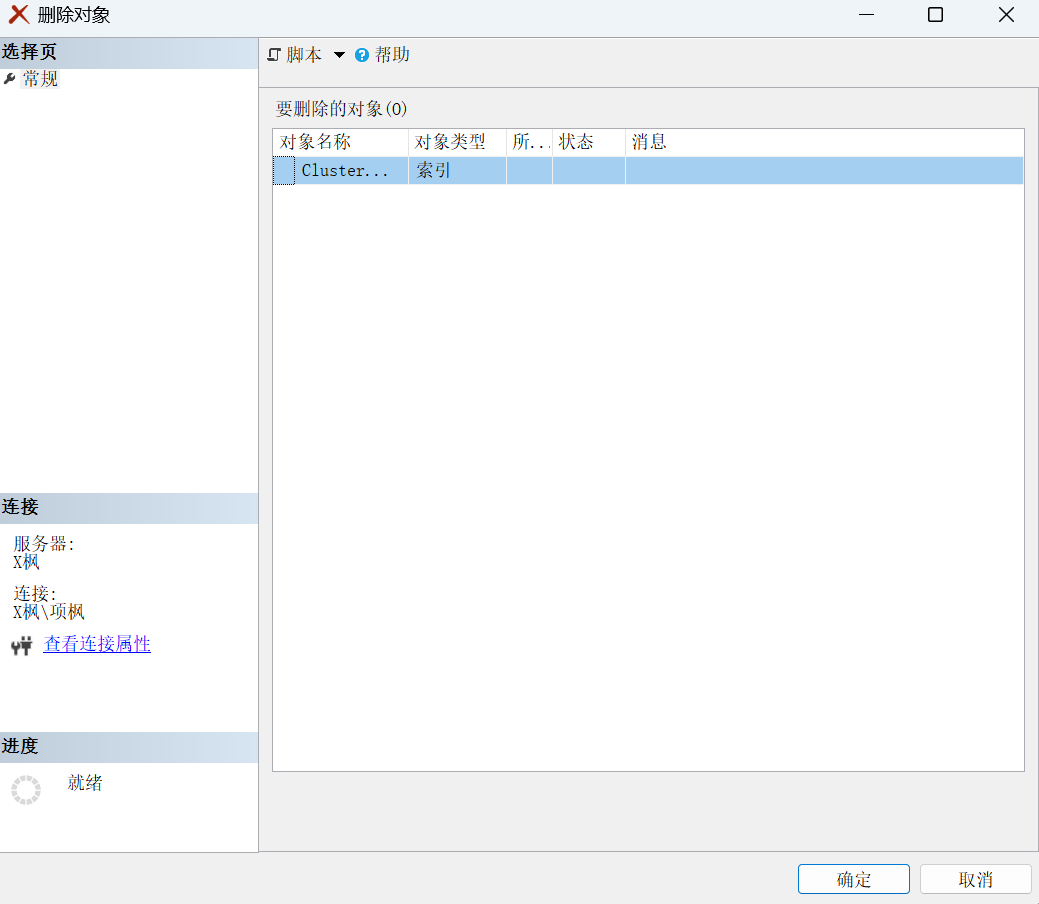 删除对象
选择页
常规
脚本 帮助
要删除的对象(O)
对象名称 对象类型 所... 状态 消息
Cluster... 索引
连接
服务器:
X枫
连接:
X枫\项枫
查看连接属性
进度
就绪
确定 取消